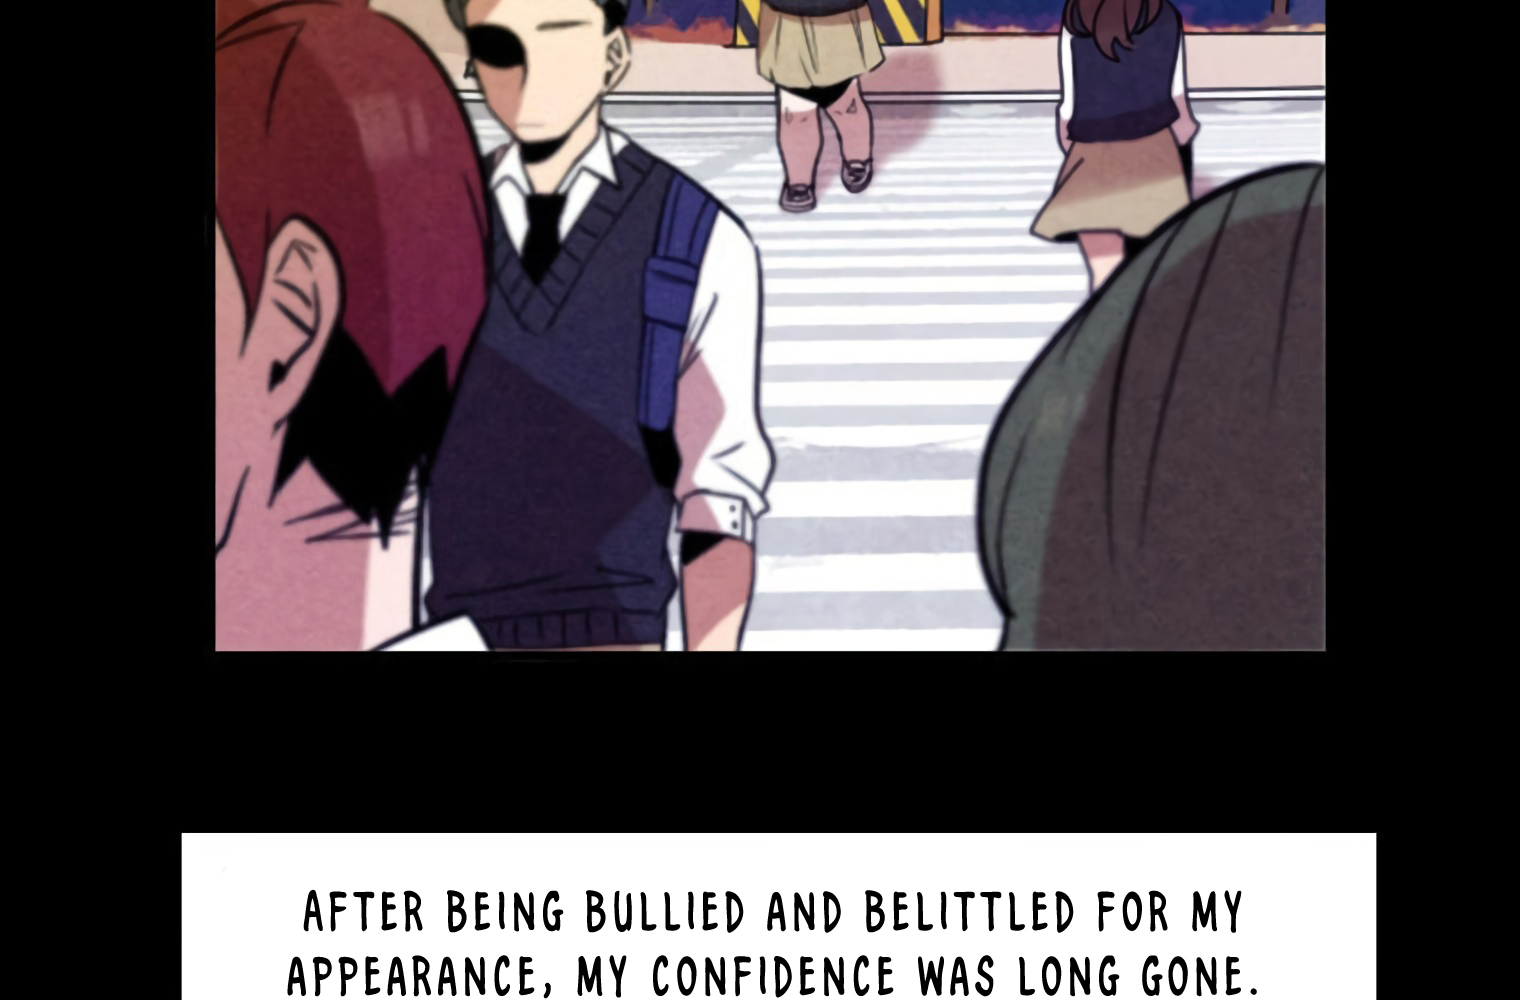 AFTER BEING BULLIED AND BELITTLED FOR MY
APPEARANCE, MY CONFIDENCE WAS LONG GONE.